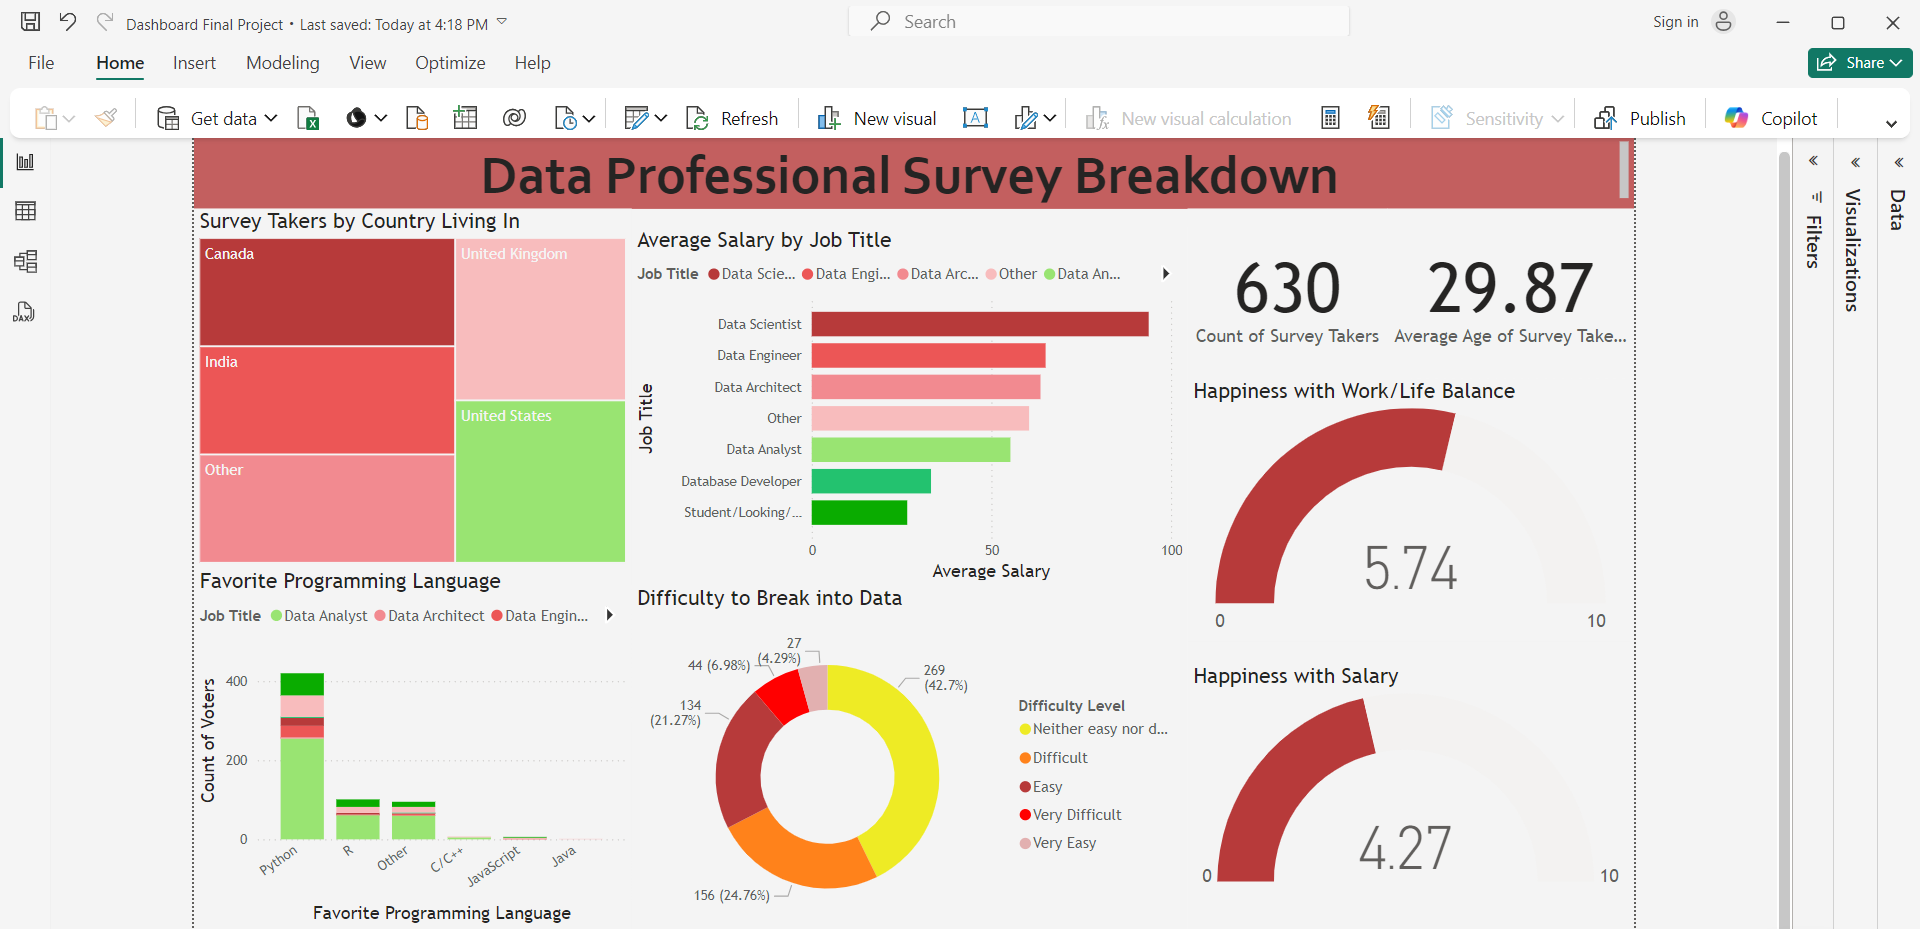 Dashboard Final Project • Last saved: Today at 4:18 PM
Search
Sign in
File
Home
Insert
Modeling
View
Optimize
Help
Share
Get data
Refresh
New visual
New visual calculation
Sensitivity
Publish
Copilot
Data Professional Survey Breakdown
Survey Takers by Country Living In
Canada
United Kingdom
India
United States
Other
Average Salary by Job Title
Job Title Data Scie... Data Engi... Data Arc... Other Data An...
Job Title
Data Scientist
Data Engineer
Data Architect
Other
Data Analyst
Database Developer
Student/Looking/...
0 50 100
Average Salary
630
Count of Survey Takers
29.87
Average Age of Survey Take...
Happiness with Work/Life Balance
5.74
0 10
Favorite Programming Language
Job Title Data Analyst Data Architect Data Engin...
Count of Voters
400
200
0
Python R Other C/C++ JavaScript Java
Favorite Programming Language
Difficulty to Break into Data
27
(4.29%)
44 (6.98%)
269
(42.7%)
134
(21.27%)
156 (24.76%)
Difficulty Level
Neither easy nor d...
Difficult
Easy
Very Difficult
Very Easy
Happiness with Salary
4.27
0 10
Filters
Visualizations
Data
DAX